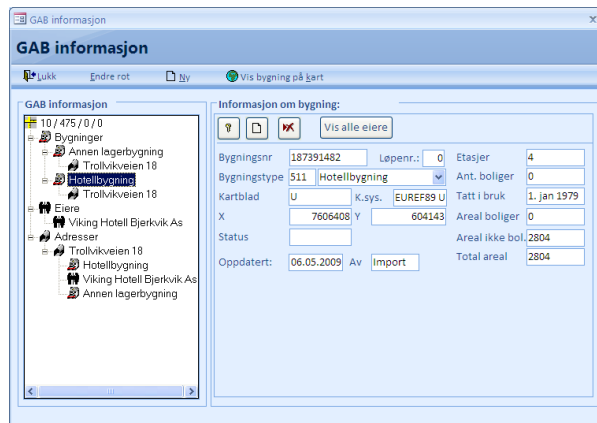 GAB informasjon x
GAB informasjon
Lukk Endre rot Ny Vis bygning på kart
GAB informasjon
10 / 475 / 0 / 0
Bygninger
Annen lagerbygning
Trollvikveien 18
Hotellbygning
Trollvikveien 18
Eiere
Viking Hotell Bjerkvik As
Adresser
Trollvikveien 18
Hotellbygning
Viking Hotell Bjerkvik As
Annen lagerbygning
Informasjon om bygning:
? Vis alle eiere
Bygningsnr 187391482 Løpenr.: 0 Etasjer 4
Bygningstype 511 Hotellbygning Ant. boliger 0
Kartblad U K.sys. EUREF89 U Tatt i bruk 1. jan 1979
X 7606408 Y 604143 Areal boliger 0
Status Areal ikke bol. 2804
Oppdatert: 06.05.2009 Av Import Total areal 2804